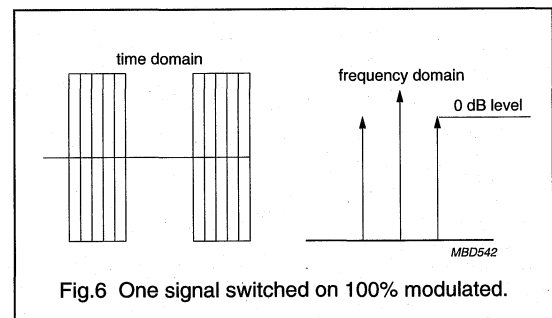 time domain
frequency domain
0 dB level
MBD542
Fig.6 One signal switched on 100% modulated.